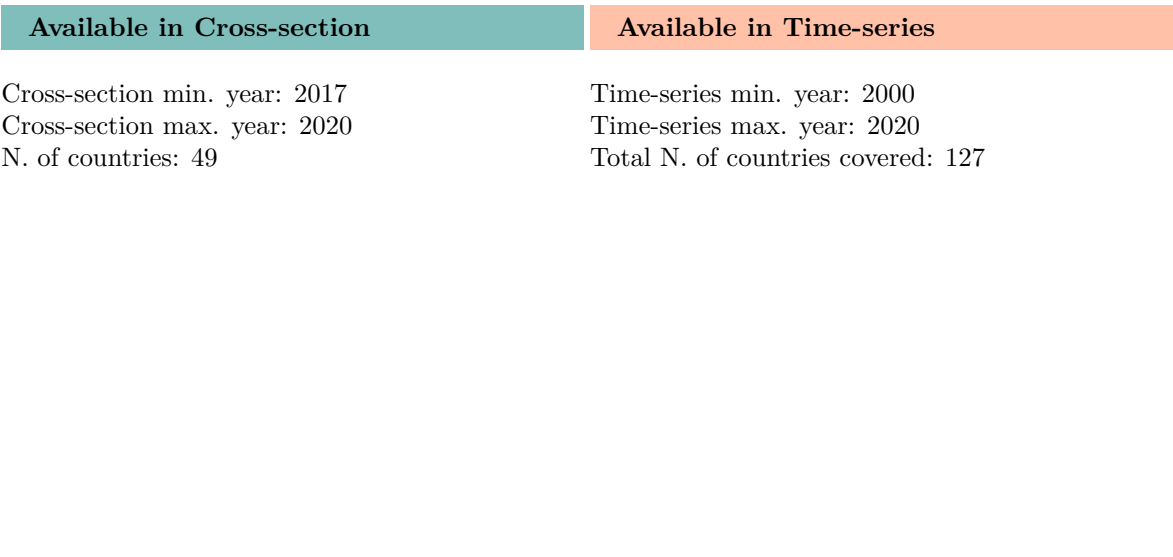 Available in Cross-section
Available in Time-series
Cross-section min. year: 2017
Cross-section max. year: 2020
N. of countries: 49
Time-series min. year: 2000
Time-series max. year: 2020
Total N. of countries covered: 127